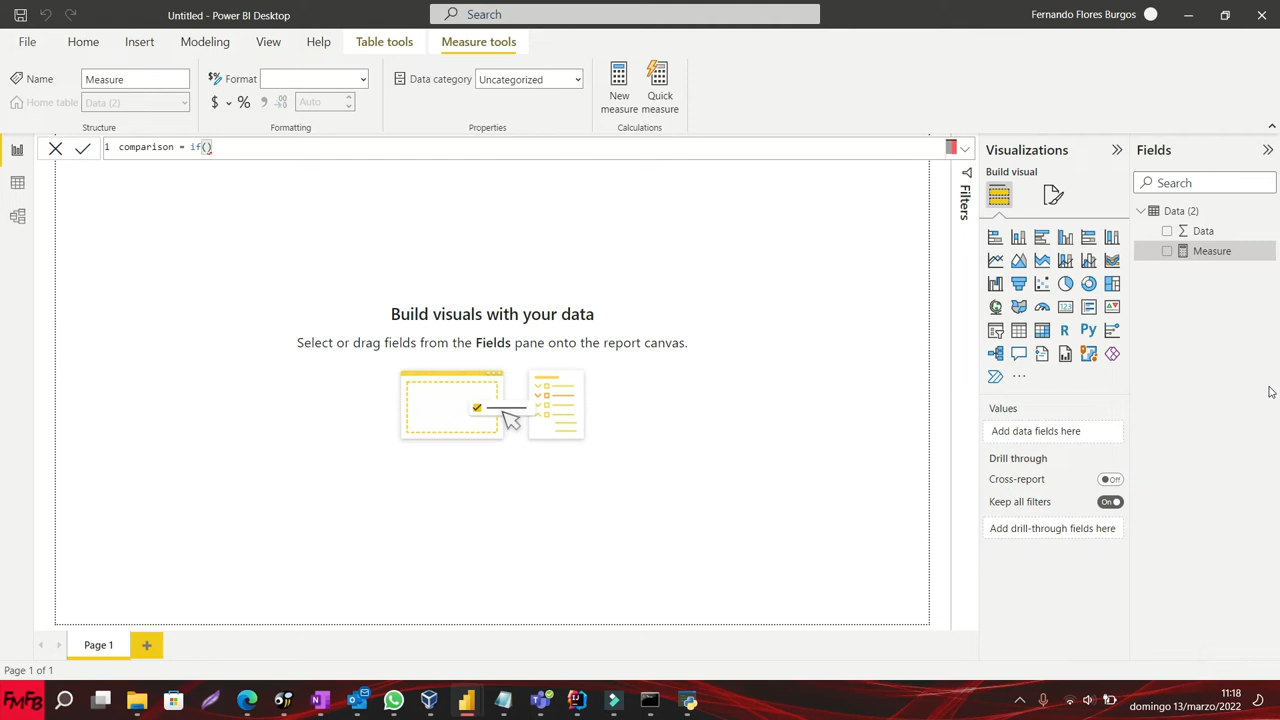 Untitled - Power BI Desktop
Search
Fernando Flores Burgos
File
Home
Insert
Modeling
View
Help
Table tools
Measure tools
Name
Measure
Home table
Data (2)
Structure
Format
$
%
Auto
Formatting
Data category
Uncategorized
Properties
New measure
Quick measure
Calculations
1 comparison = if()
Build visuals with your data
Select or drag fields from the Fields pane onto the report canvas.
Filters
Visualizations
Build visual
R
Py
123
Values
Add data fields here
Drill through
Cross-report
Off
Keep all filters
On
Add drill-through fields here
Fields
Search
Data (2)
Data
Measure
Page 1
Page 1 of 1
FMFB
11:18
domingo 13/marzo/2022